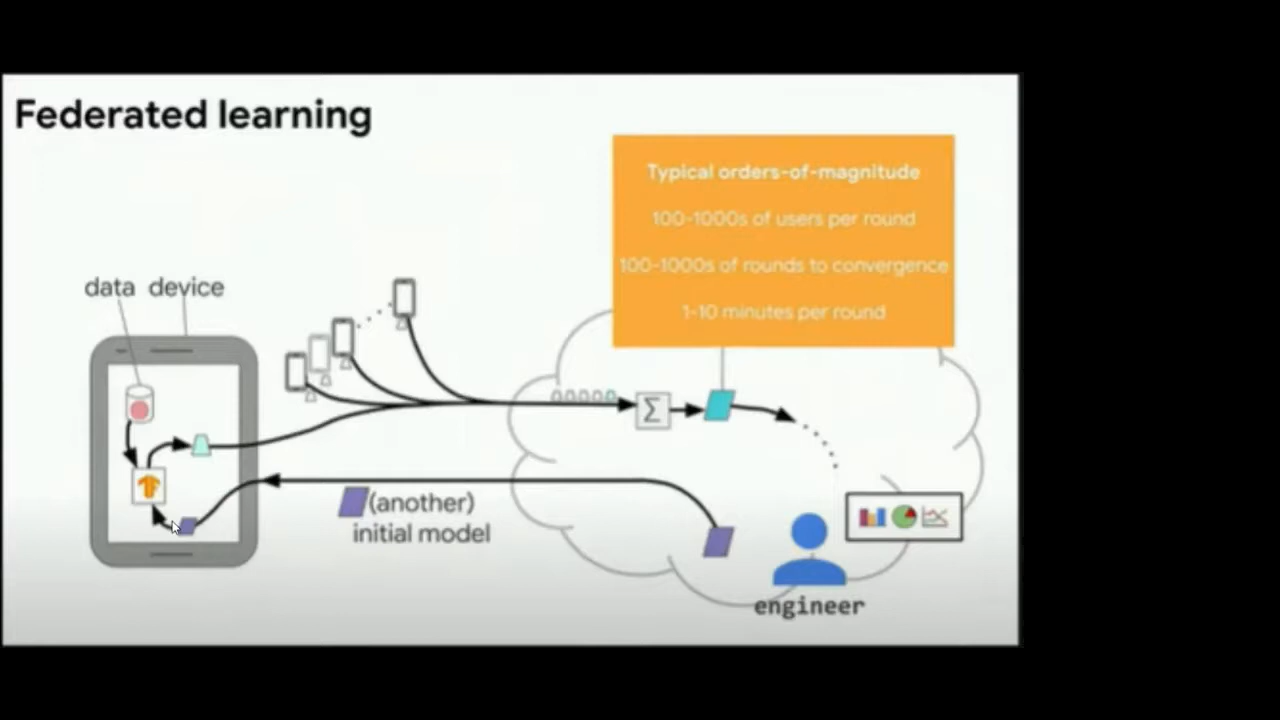 Federated learning
Typical orders-of-magnitude
100-1000s of users per round
100-1000s of rounds to convergence
1-10 minutes per round
data device
Σ
(another)
initial model
engineer